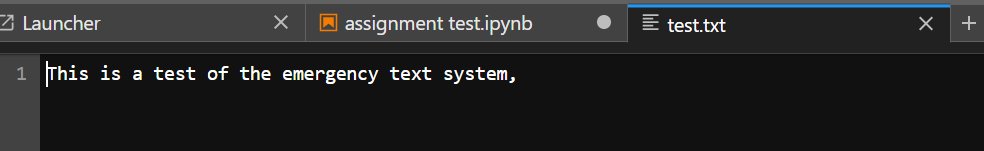 Launcher
assignment test.ipynb
test.txt
1 This is a test of the emergency text system,